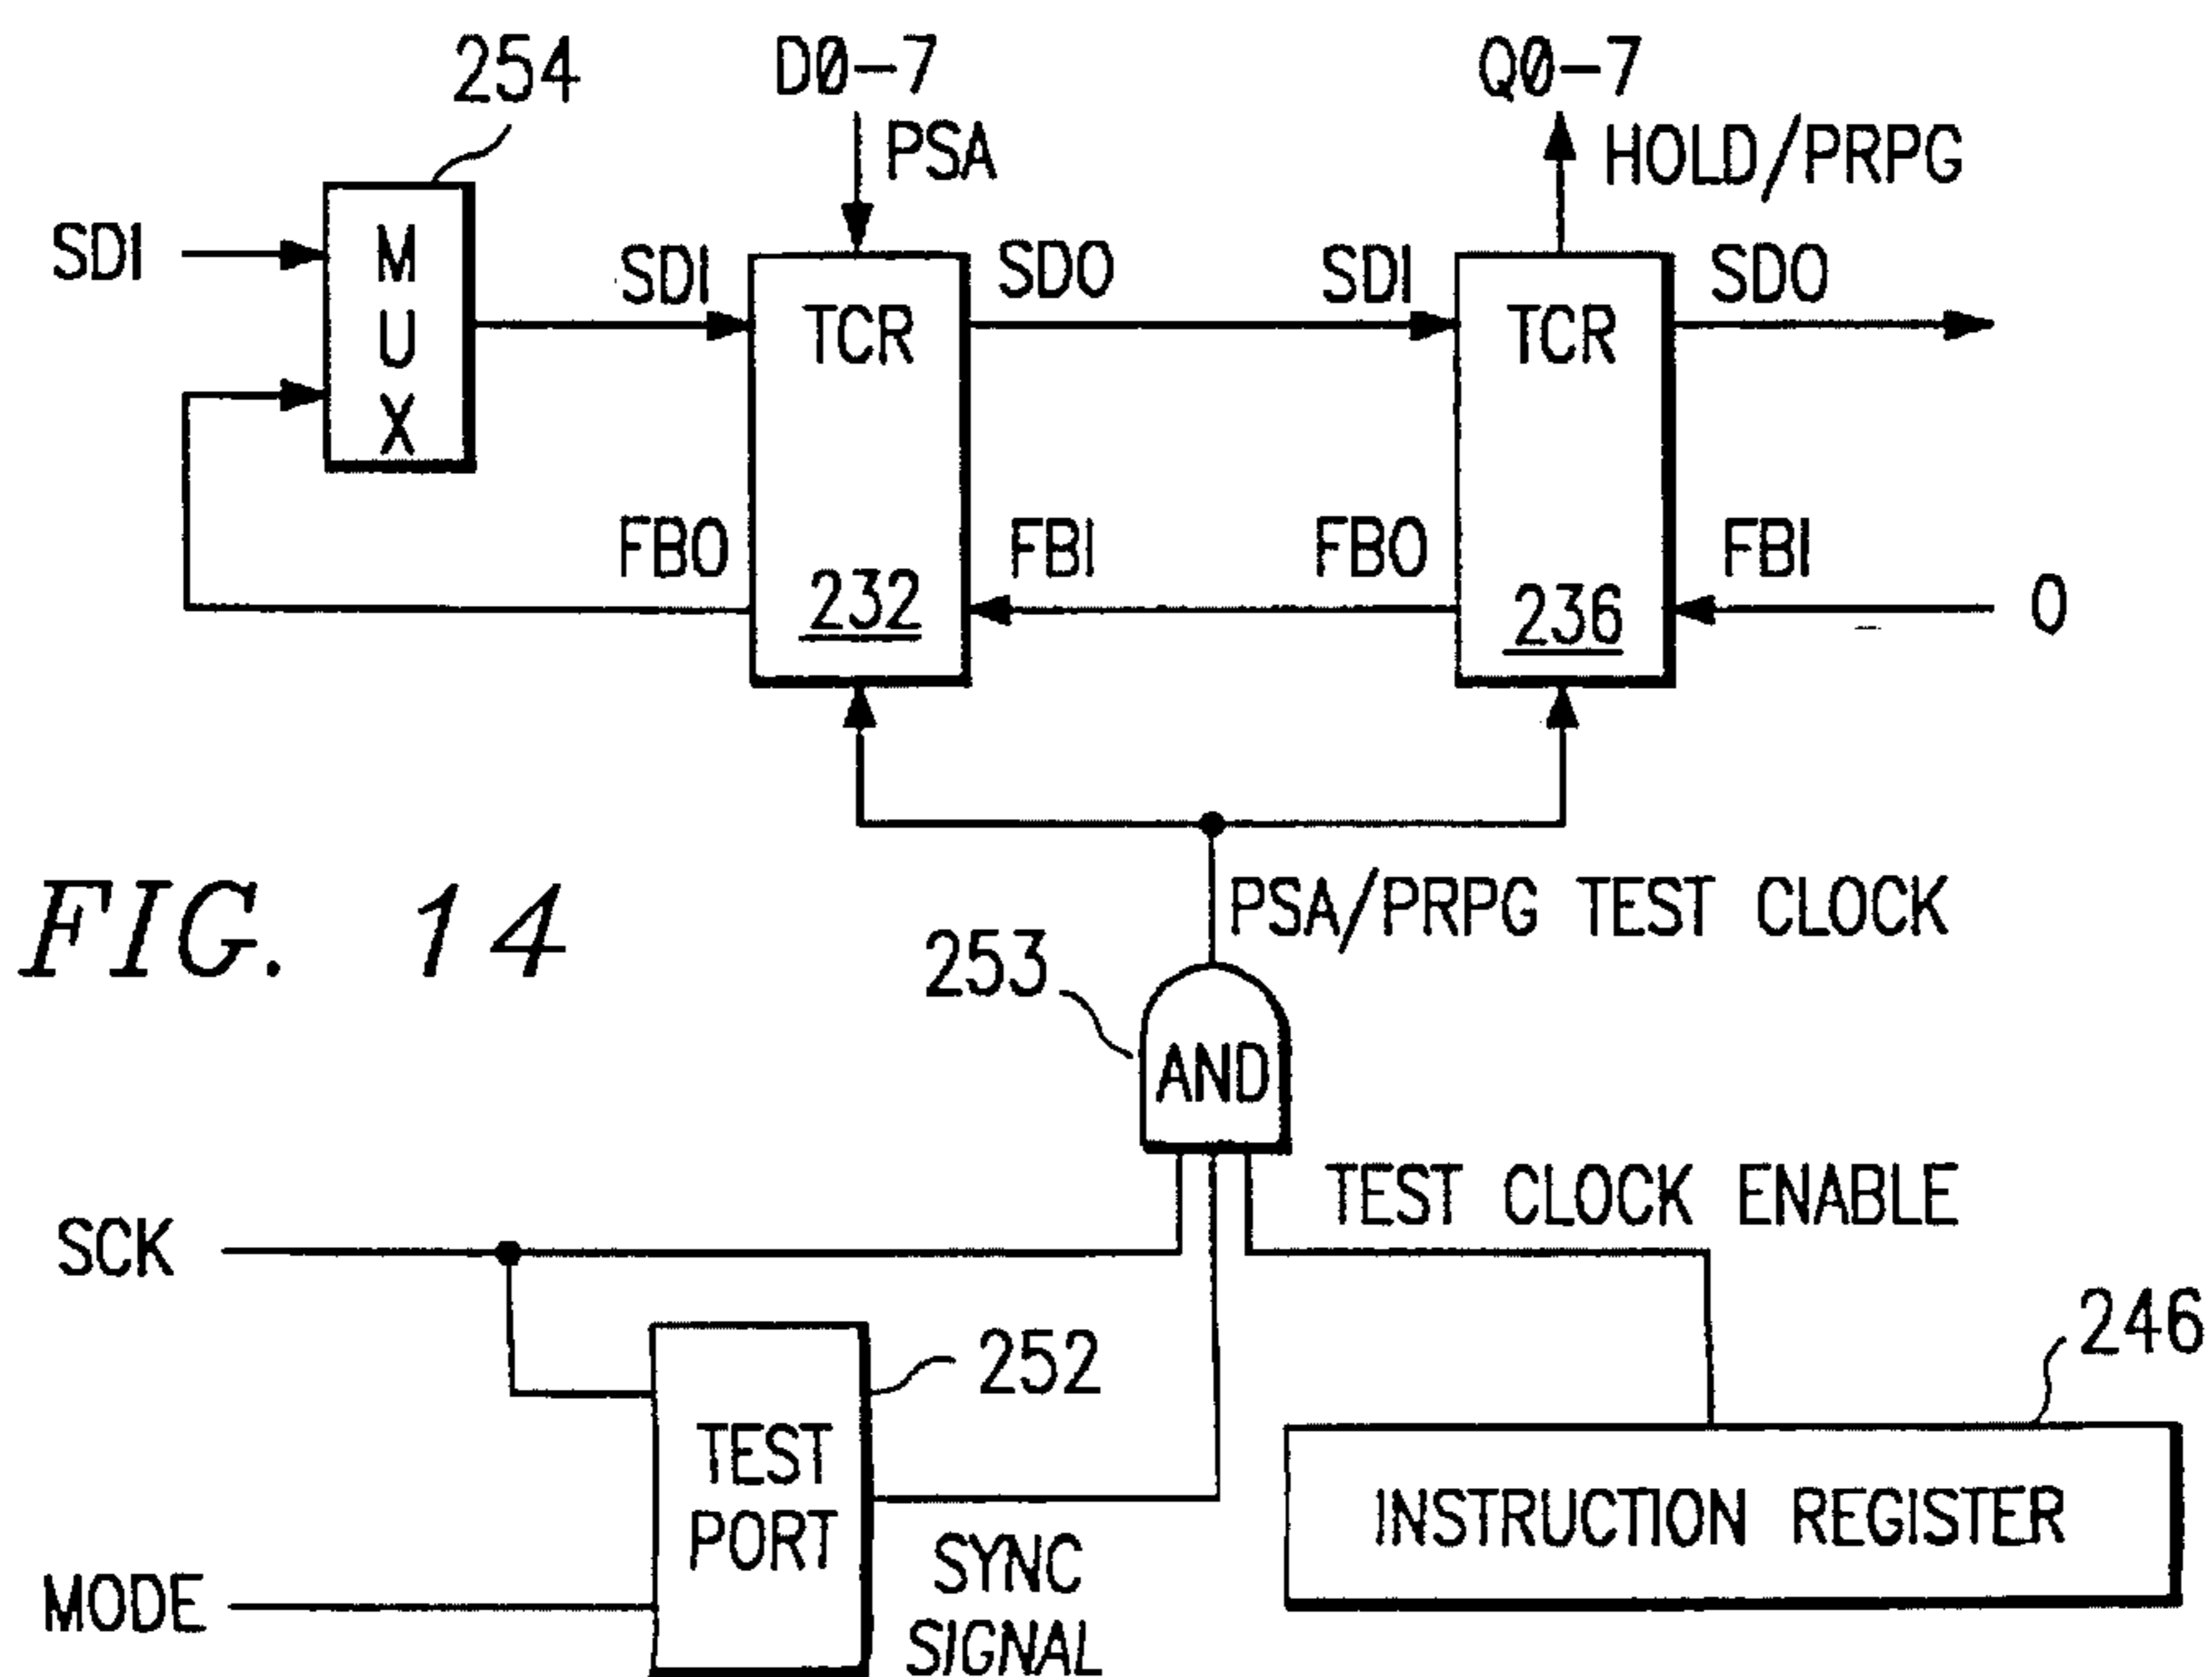 254
D0-7
Q0-7
PSA
HOLD/PRPG
SDI
MUX
SDI
TCR
SDO
SDI
TCR
SDO
FBO
232
FBI
FBO
236
FBI
0
PSA/PRPG TEST CLOCK
FIG. 14
253
AND
TEST CLOCK ENABLE
SCK
252
246
TEST
PORT
INSTRUCTION REGISTER
SYNC
SIGNAL
MODE